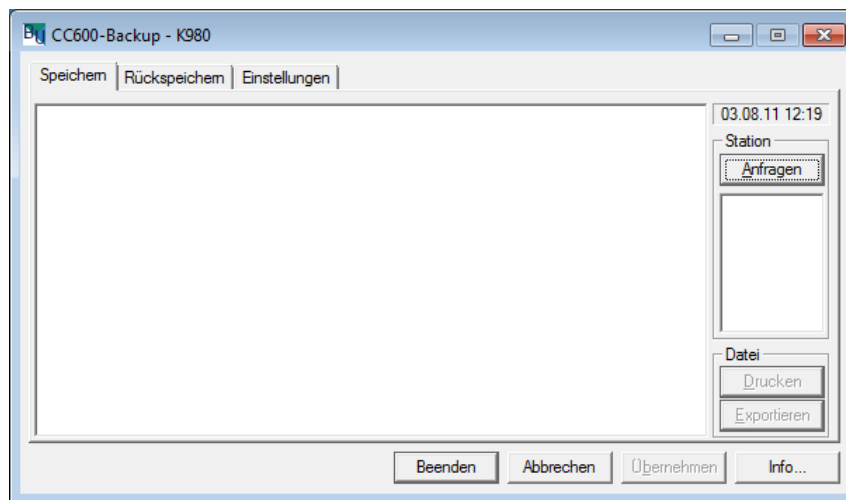 BU CC600-Backup - K980
Speichern Rückspeichern Einstellungen
03.08.11 12:19
Station
Anfragen
Datei
Drucken
Exportieren
Beenden Abbrechen Übernehmen Info...